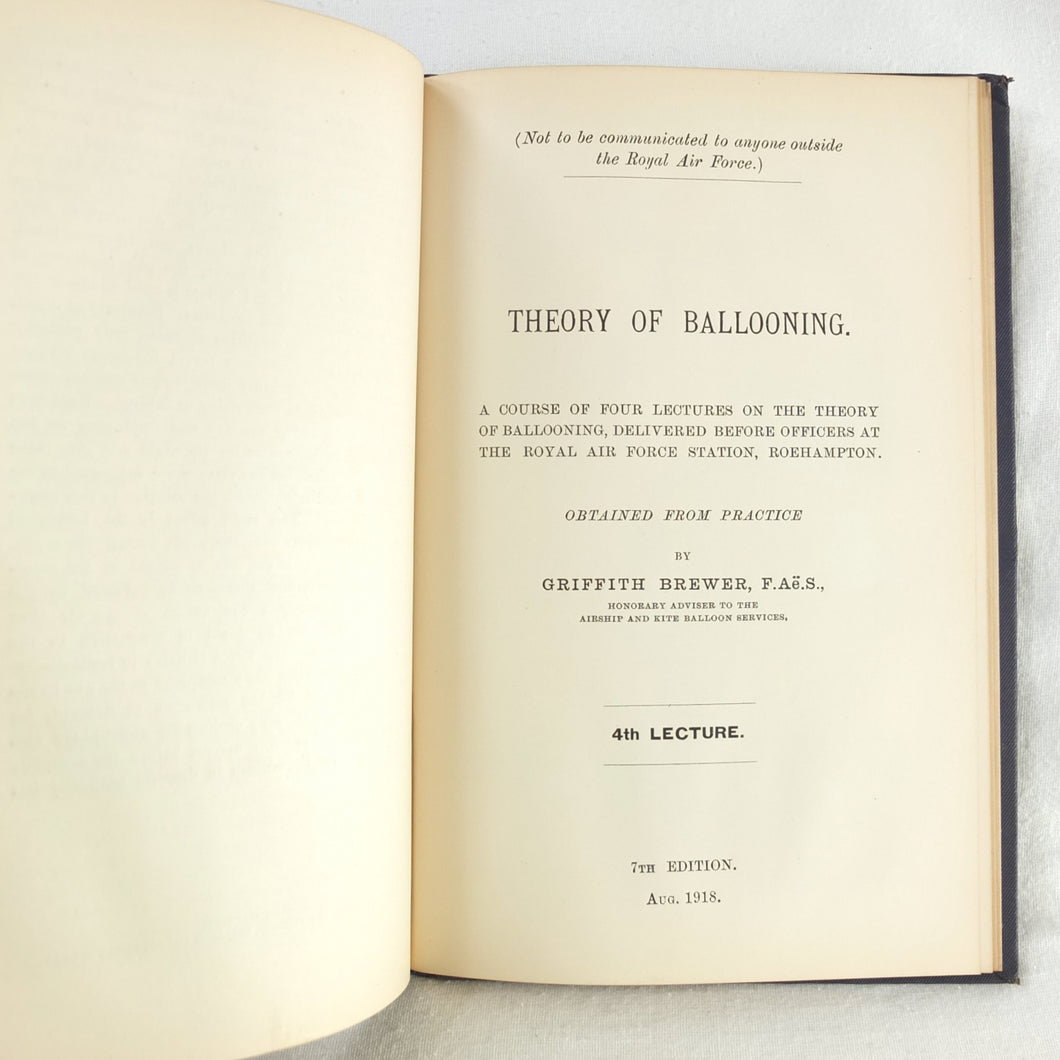 (Not to be communicated to anyone outside
the Royal Air Force.)
THEORY OF BALLOONING.
A COURSE OF FOUR LECTURES ON THE THEORY
OF BALLOONING, DELIVERED BEFORE OFFICERS AT
THE ROYAL AIR FORCE STATION, ROEHAMPTON.
OBTAINED FROM PRACTICE
BY
GRIFFITH BREWER, F.Aë.S.,
HONORARY ADVISER TO THE
AIRSHIP AND KITE BALLOON SERVICES,
4th LECTURE.
7TH EDITION.
AUG. 1918.